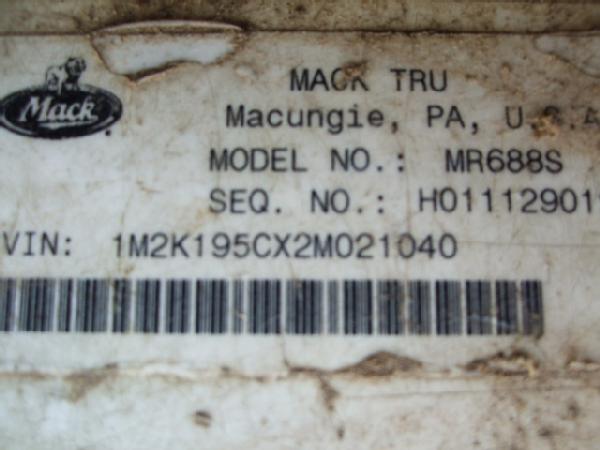 Mack
MACK TRU
Macungie, PA, U.S.A
MODEL NO.: MR688S
SEQ. NO.: H01112901
VIN: 1M2K195CX2M021040